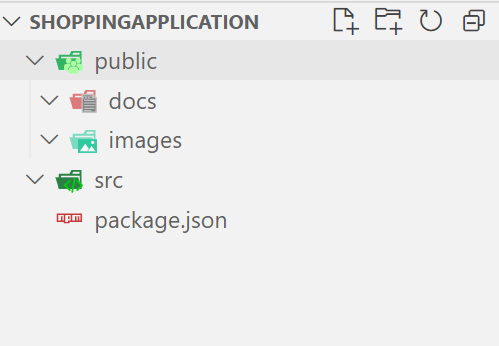 SHOPPINGAPPLICATION
public
docs
images
src
package.json